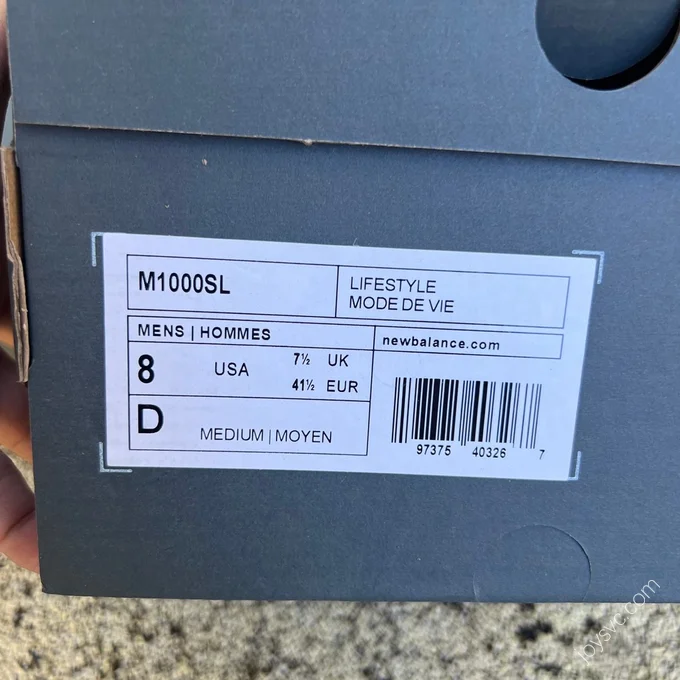 M1000SL
LIFESTYLE
MODE DE VIE
MENS | HOMMES
newbalance.com
8 USA 7½ UK
41½ EUR
D MEDIUM | MOYEN
97375 40326 7